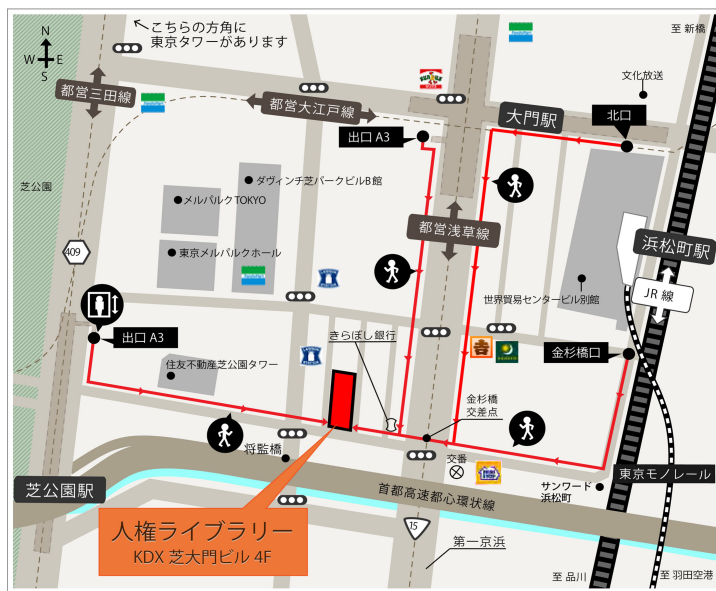 こちらの方角に
東京タワーがあります
N
W
E
S
至 新橋
都営三田線
都営大江戸線
文化放送
大門駅
北口
出口 A3
芝公園
ダヴィンチ芝パークビルB館
メルパルクTOKYO
都営浅草線
浜松町駅
409
東京メルパルクホール
世界貿易センタービル別館
JR 線
出口 A3
きらぼし銀行
金杉橋口
住友不動産芝公園タワー
金杉橋
交差点
将監橋
交番
東京モノレール
サンワード
浜松町
芝公園駅
首都高速都心環状線
人権ライブラリー
KDX 芝大門ビル 4F
15
第一京浜
至 品川
至 羽田空港